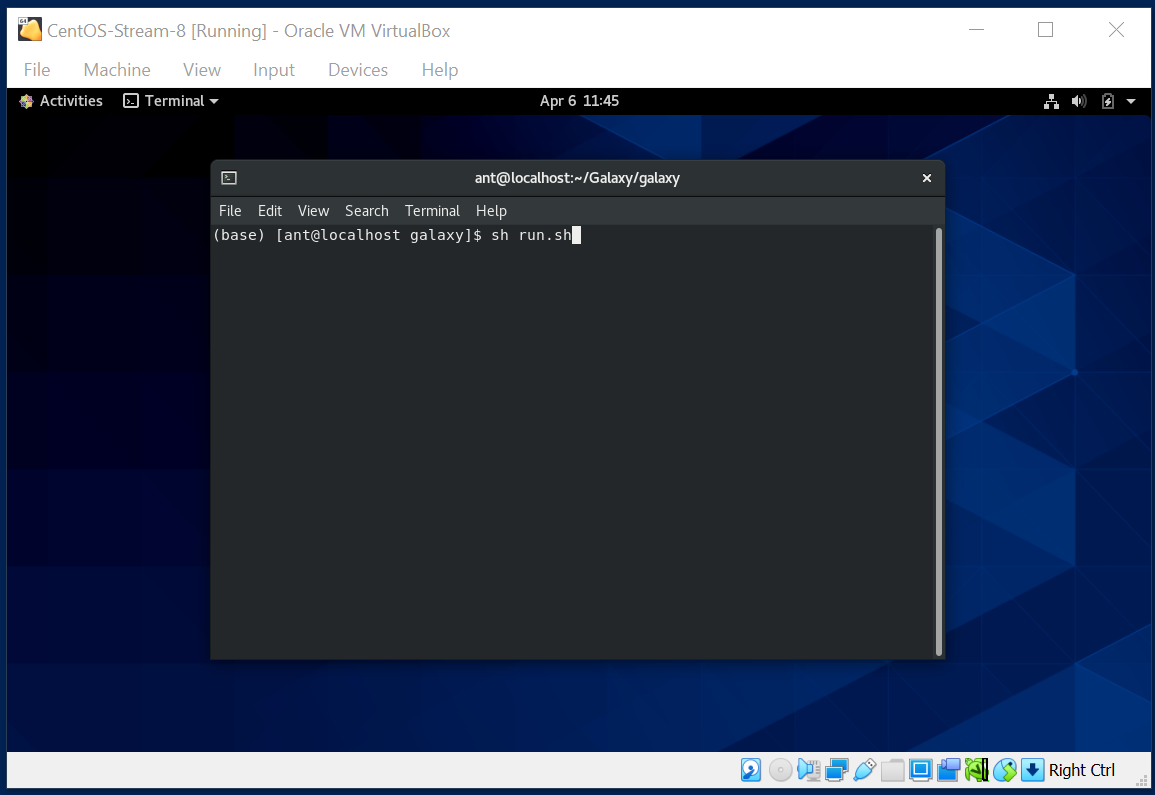 CentOS-Stream-8 [Running] - Oracle VM VirtualBox
File Machine View Input Devices Help
Activities Terminal Apr 6 11:45
ant@localhost:~/Galaxy/galaxy
File Edit View Search Terminal Help
(base) [ant@localhost galaxy]$ sh run.sh
Right Ctrl